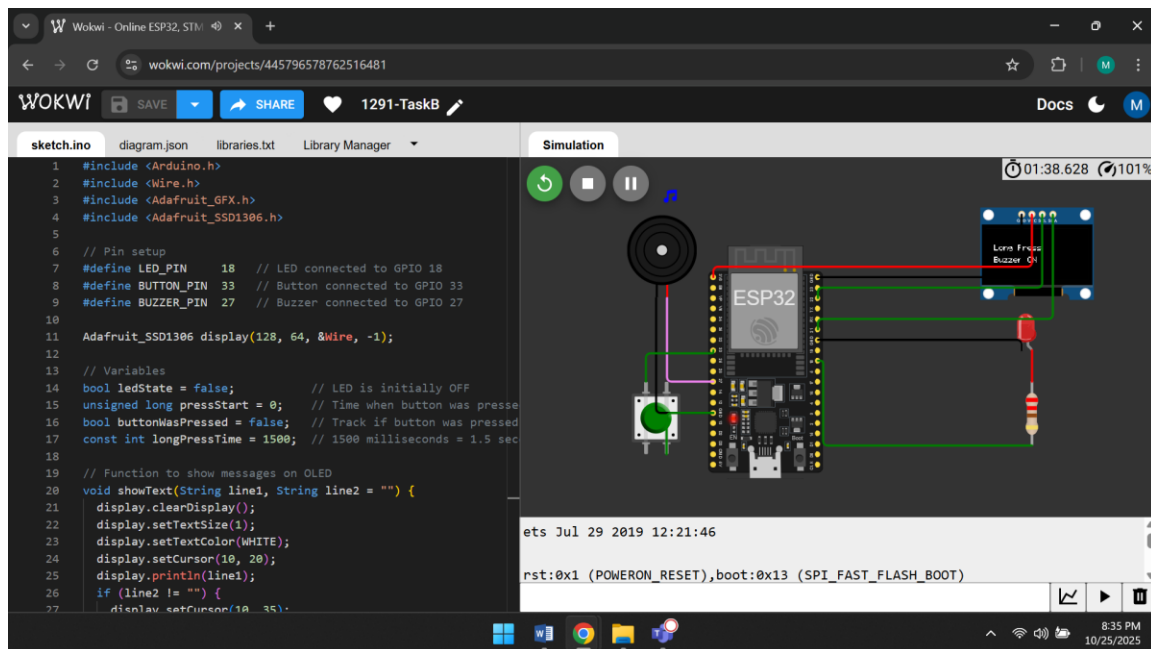 Wokwi - Online ESP32, STM
wokwi.com/projects/445796578762516481
M
WOKWI
SAVE
SHARE
1291-TaskB
Docs
M
sketch.ino
diagram.json
libraries.txt
Library Manager
1 #include <Arduino.h>
2 #include <Wire.h>
3 #include <Adafruit_GFX.h>
4 #include <Adafruit_SSD1306.h>
5
6 // Pin setup
7 #define LED_PIN 18 // LED connected to GPIO 18
8 #define BUTTON_PIN 33 // Button connected to GPIO 33
9 #define BUZZER_PIN 27 // Buzzer connected to GPIO 27
10
11 Adafruit_SSD1306 display(128, 64, &Wire, -1);
12
13 // Variables
14 bool ledState = false; // LED is initially OFF
15 unsigned long pressStart = 0; // Time when button was presse
16 bool buttonWasPressed = false; // Track if button was pressed
17 const int longPressTime = 1500; // 1500 milliseconds = 1.5 sec
18
19 // Function to show messages on OLED
20 void showText(String line1, String line2 = "") {
21 display.clearDisplay();
22 display.setTextSize(1);
23 display.setTextColor(WHITE);
24 display.setCursor(10, 20);
25 display.println(line1);
26 if (line2 != "") {
27 display.setCursor(10, 35);
Simulation
01:38.628
101%
Long Press
Buzzer ON
ESP32
EN
Boot
ets Jul 29 2019 12:21:46
rst:0x1 (POWERON_RESET),boot:0x13 (SPI_FAST_FLASH_BOOT)
8:35 PM
10/25/2025